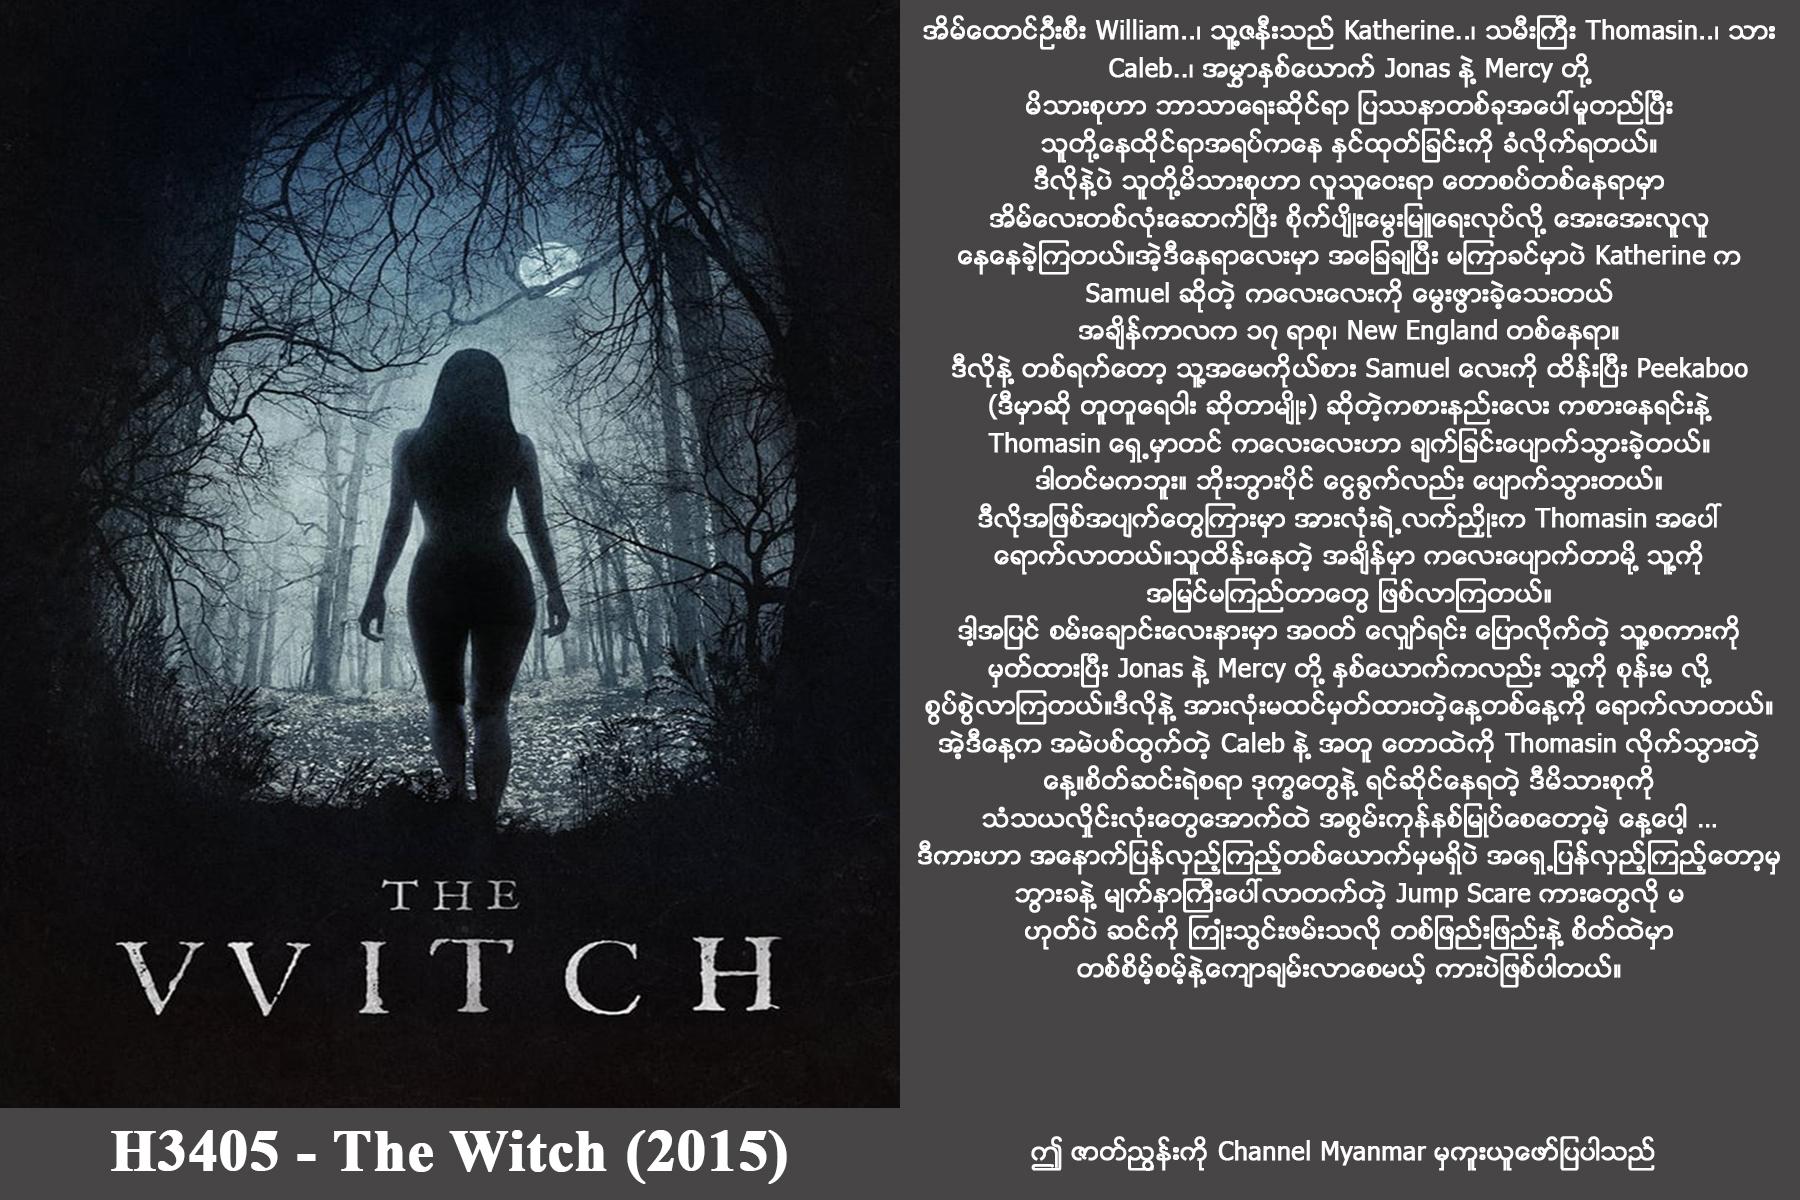 THE
VVITCH
H3405 - The Witch (2015)
အိမ်ထောင်ဦးစီး William..၊ သူ့ဇနီးသည် Katherine..၊ သမီးကြီး Thomasin..၊ သား
Caleb..၊ အမွှာနှစ်ယောက် Jonas နဲ့ Mercy တို့
မိသားစုဟာ ဘာသာရေးဆိုင်ရာ ပြဿနာတစ်ခုအပေါ်မူတည်ပြီး
သူတို့နေထိုင်ရာအရပ်ကနေ နှင်ထုတ်ခြင်းကို ခံလိုက်ရတယ်။
ဒီလိုနဲ့ပဲ သူတို့မိသားစုဟာ လူသူဝေးရာ တောစပ်တစ်နေရာမှာ
အိမ်လေးတစ်လုံးဆောက်ပြီး စိုက်ပျိုးမွေးမြူရေးလုပ်လို့ အေးအေးလူလူ
နေနေခဲ့ကြတယ်။အဲ့ဒီနေရာလေးမှာ အခြေချပြီး မကြာခင်မှာပဲ Katherine က
Samuel ဆိုတဲ့ ကလေးလေးကို မွေးဖွားခဲ့သေးတယ်
အချိန်ကာလက ၁၇ ရာစု၊ New England တစ်နေရာ။
ဒီလိုနဲ့ တစ်ရက်တော့ သူ့အမေကိုယ်စား Samuel လေးကို ထိန်းပြီး Peekaboo
(ဒီမှာဆို တူတူရေဝါး ဆိုတာမျိုး) ဆိုတဲ့ကစားနည်းလေး ကစားနေရင်းနဲ့
Thomasin ရှေ့မှာတင် ကလေးလေးဟာ ချက်ခြင်းပျောက်သွားခဲ့တယ်။
ဒါတင်မကဘူး။ ဘိုးဘွားပိုင် ငွေခွက်လည်း ပျောက်သွားတယ်။
ဒီလိုအဖြစ်အပျက်တွေကြားမှာ အားလုံးရဲ့လက်ညှိုးက Thomasin အပေါ်
ရောက်လာတယ်။သူထိန်းနေတဲ့ အချိန်မှာ ကလေးပျောက်တာမို့ သူ့ကို
အမြင်မကြည်တာတွေ ဖြစ်လာကြတယ်။
ဒါ့အပြင် စမ်းချောင်းလေးနားမှာ အဝတ် လျှော်ရင်း ပြောလိုက်တဲ့ သူ့စကားကို
မှတ်ထားပြီး Jonas နဲ့ Mercy တို့ နှစ်ယောက်ကလည်း သူ့ကို စုန်းမ လို့
စွပ်စွဲလာကြတယ်။ဒီလိုနဲ့ အားလုံးမထင်မှတ်ထားတဲ့နေ့တစ်နေ့ကို ရောက်လာတယ်။
အဲ့ဒီနေ့က အမဲပစ်ထွက်တဲ့ Caleb နဲ့ အတူ တောထဲကို Thomasin လိုက်သွားတဲ့
နေ့။စိတ်ဆင်းရဲစရာ ဒုက္ခတွေနဲ့ ရင်ဆိုင်နေရတဲ့ ဒီမိသားစုကို
သံသယလှိုင်းလုံးတွေအောက်ထဲ အစွမ်းကုန်နစ်မြုပ်စေတော့မဲ့ နေ့ပေါ့ ...
ဒီကားဟာ အနောက်ပြန်လှည့်ကြည့်တစ်ယောက်မှမရှိပဲ အရှေ့ပြန်လှည့်ကြည့်တော့မှ
ဘွားခနဲ့ မျက်နှာကြီးပေါ်လာတက်တဲ့ Jump Scare ကားတွေလို မ
ဟုတ်ပဲ ဆင်ကို ကြုံးသွင်းဖမ်းသလို တစ်ဖြည်းဖြည်းနဲ့ စိတ်ထဲမှာ
တစ်စိမ့်စမ့်နဲ့ကျောချမ်းလာစေမယ့် ကားပဲဖြစ်ပါတယ်။
ဤ ဇာတ်ညွှန်းကို Channel Myanmar မှကူးယူဖော်ပြပါသည်